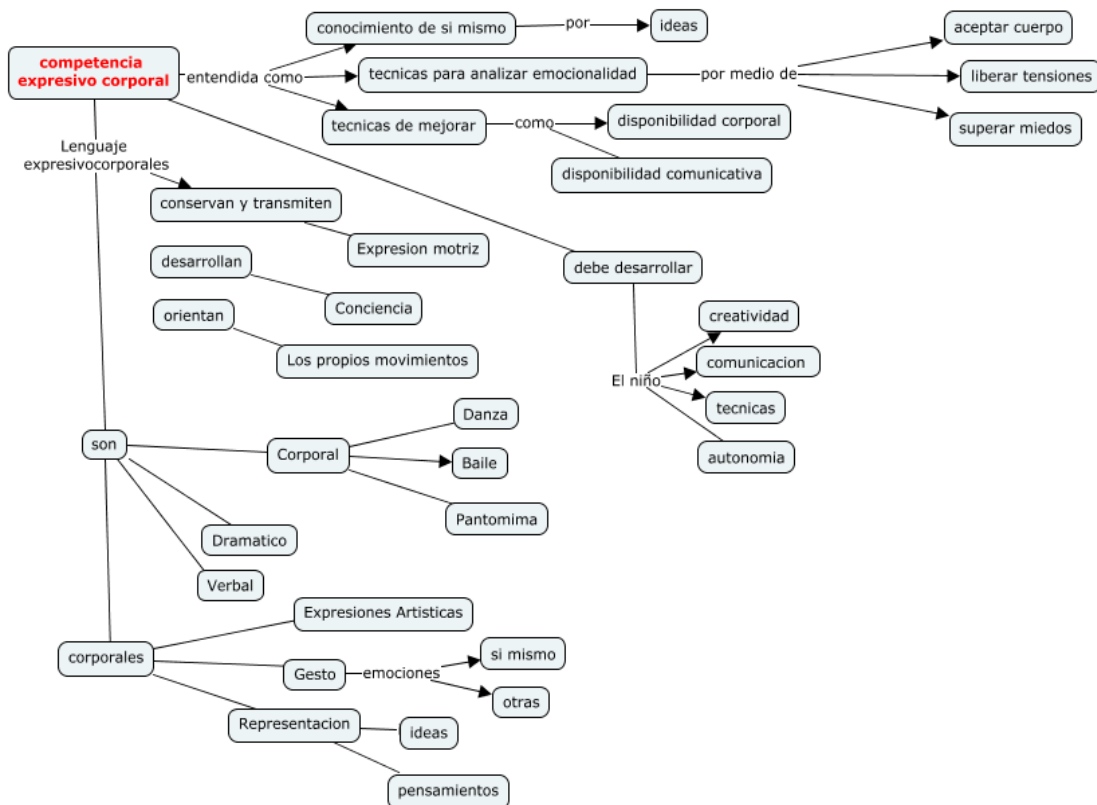 competencia
expresivo corporal
entendida como
conocimiento de si mismo
por
ideas
tecnicas para analizar emocionalidad
por medio de
aceptar cuerpo
liberar tensiones
superar miedos
tecnicas de mejorar
como
disponibilidad corporal
disponibilidad comunicativa
Lenguaje
expresivocorporales
conservan y transmiten
Expresion motriz
desarrollan
Conciencia
orientan
Los propios movimientos
debe desarrollar
El niño
creatividad
comunicacion
tecnicas
autonomia
son
Corporal
Danza
Baile
Pantomima
Dramatico
Verbal
corporales
Expresiones Artisticas
Gesto
emociones
si mismo
otras
Representacion
ideas
pensamientos